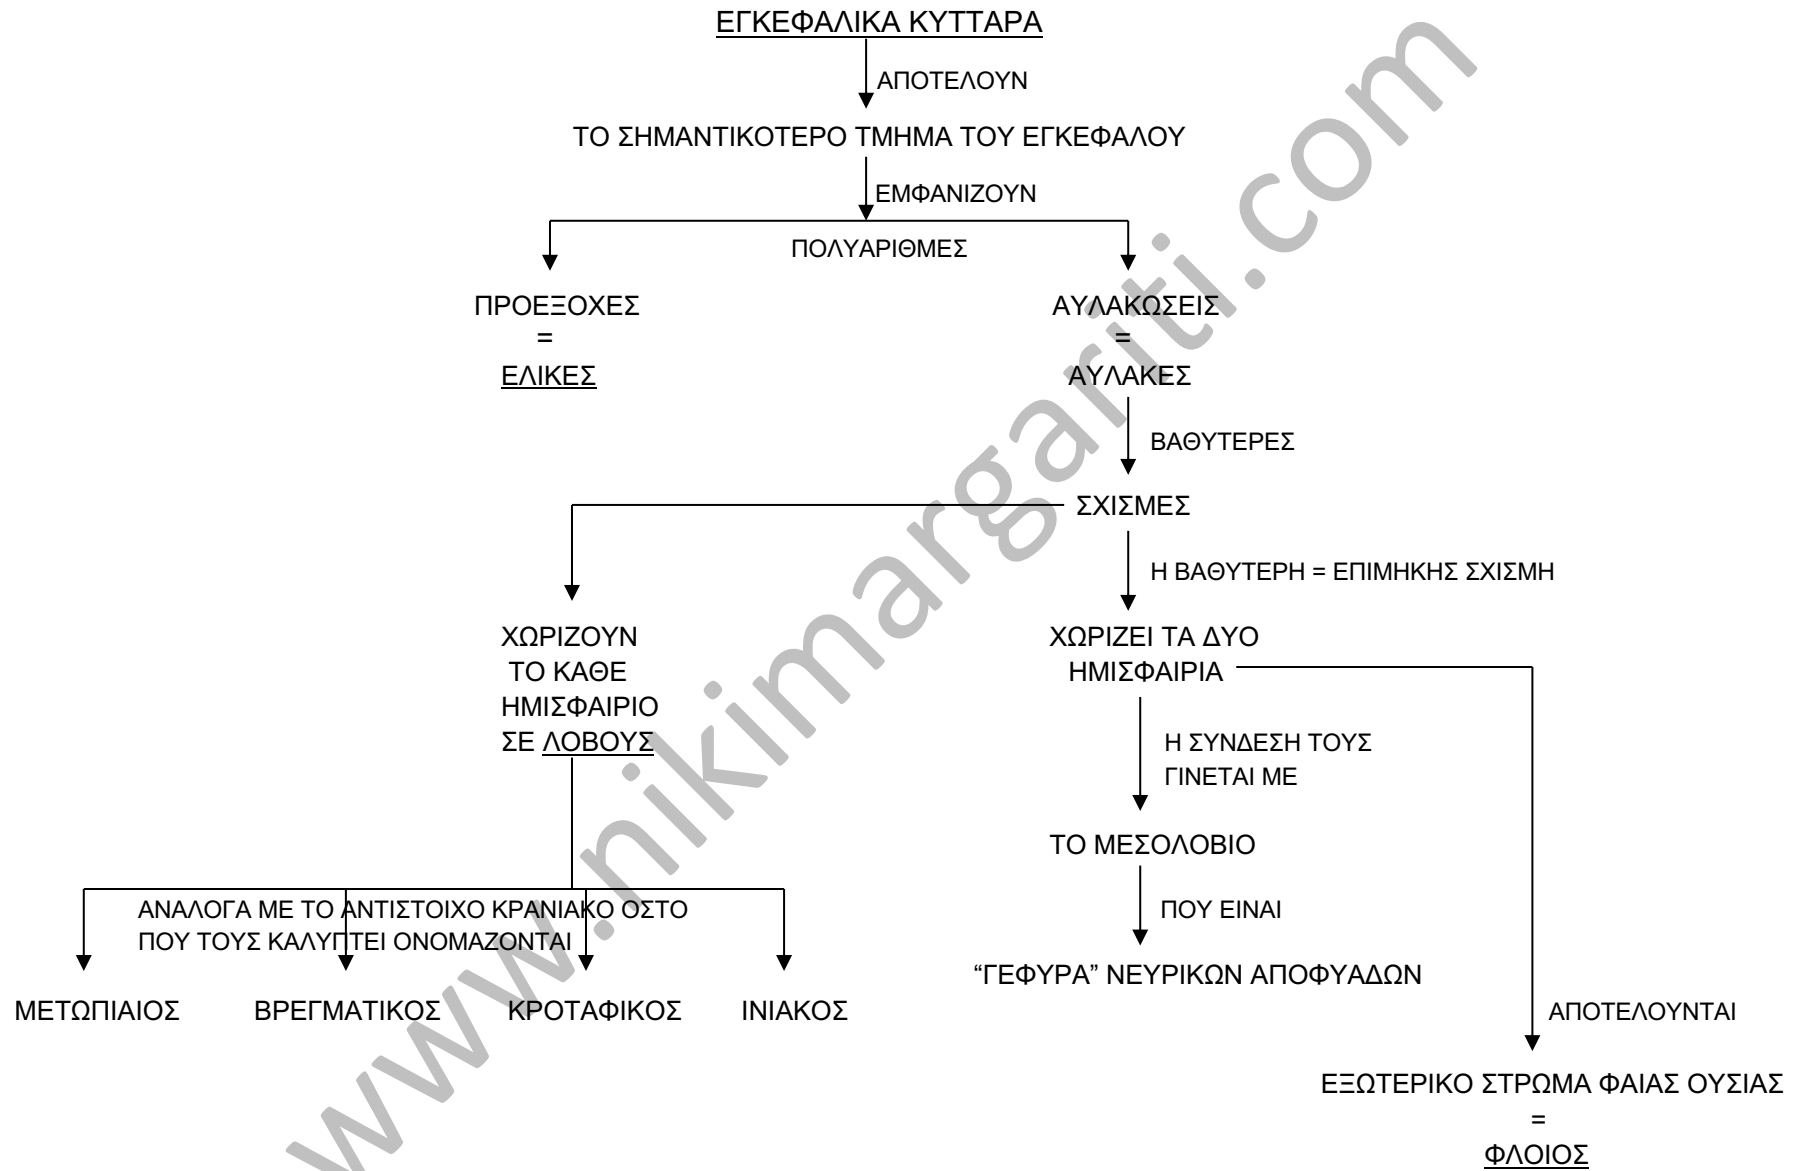 ΕΓΚΕΦΑΛΙΚΑ ΚΥΤΤΑΡΑ
ΑΠΟΤΕΛΟΥΝ
ΤΟ ΣΗΜΑΝΤΙΚΟΤΕΡΟ ΤΜΗΜΑ ΤΟΥ ΕΓΚΕΦΑΛΟΥ
ΕΜΦΑΝΙΖΟΥΝ
ΠΟΛΥΑΡΙΘΜΕΣ
ΠΡΟΕΞΟΧΕΣ
=
ΕΛΙΚΕΣ
ΑΥΛΑΚΩΣΕΙΣ
=
ΑΥΛΑΚΕΣ
ΒΑΘΥΤΕΡΕΣ
ΣΧΙΣΜΕΣ
Η ΒΑΘΥΤΕΡΗ = ΕΠΙΜΗΚΗΣ ΣΧΙΣΜΗ
ΧΩΡΙΖΟΥΝ
ΤΟ ΚΑΘΕ
ΗΜΙΣΦΑΙΡΙΟ
ΣΕ ΛΟΒΟΥΣ
ΧΩΡΙΖΕΙ ΤΑ ΔΥΟ
ΗΜΙΣΦΑΙΡΙΑ
Η ΣΥΝΔΕΣΗ ΤΟΥΣ
ΓΙΝΕΤΑΙ ΜΕ
ΤΟ ΜΕΣΟΛΟΒΙΟ
ΠΟΥ ΕΙΝΑΙ
“ΓΕΦΥΡΑ” ΝΕΥΡΙΚΩΝ ΑΠΟΦΥΑΔΩΝ
ΑΝΑΛΟΓΑ ΜΕ ΤΟ ΑΝΤΙΣΤΟΙΧΟ ΚΡΑΝΙΑΚΟ ΟΣΤΟ
ΠΟΥ ΤΟΥΣ ΚΑΛΥΠΤΕΙ ΟΝΟΜΑΖΟΝΤΑΙ
ΜΕΤΩΠΙΑΙΟΣ
ΒΡΕΓΜΑΤΙΚΟΣ
ΚΡΟΤΑΦΙΚΟΣ
ΙΝΙΑΚΟΣ
ΑΠΟΤΕΛΟΥΝΤΑΙ
ΕΞΩΤΕΡΙΚΟ ΣΤΡΩΜΑ ΦΑΙΑΣ ΟΥΣΙΑΣ
=
ΦΛΟΙΟΣ
www.nikimargariti.com